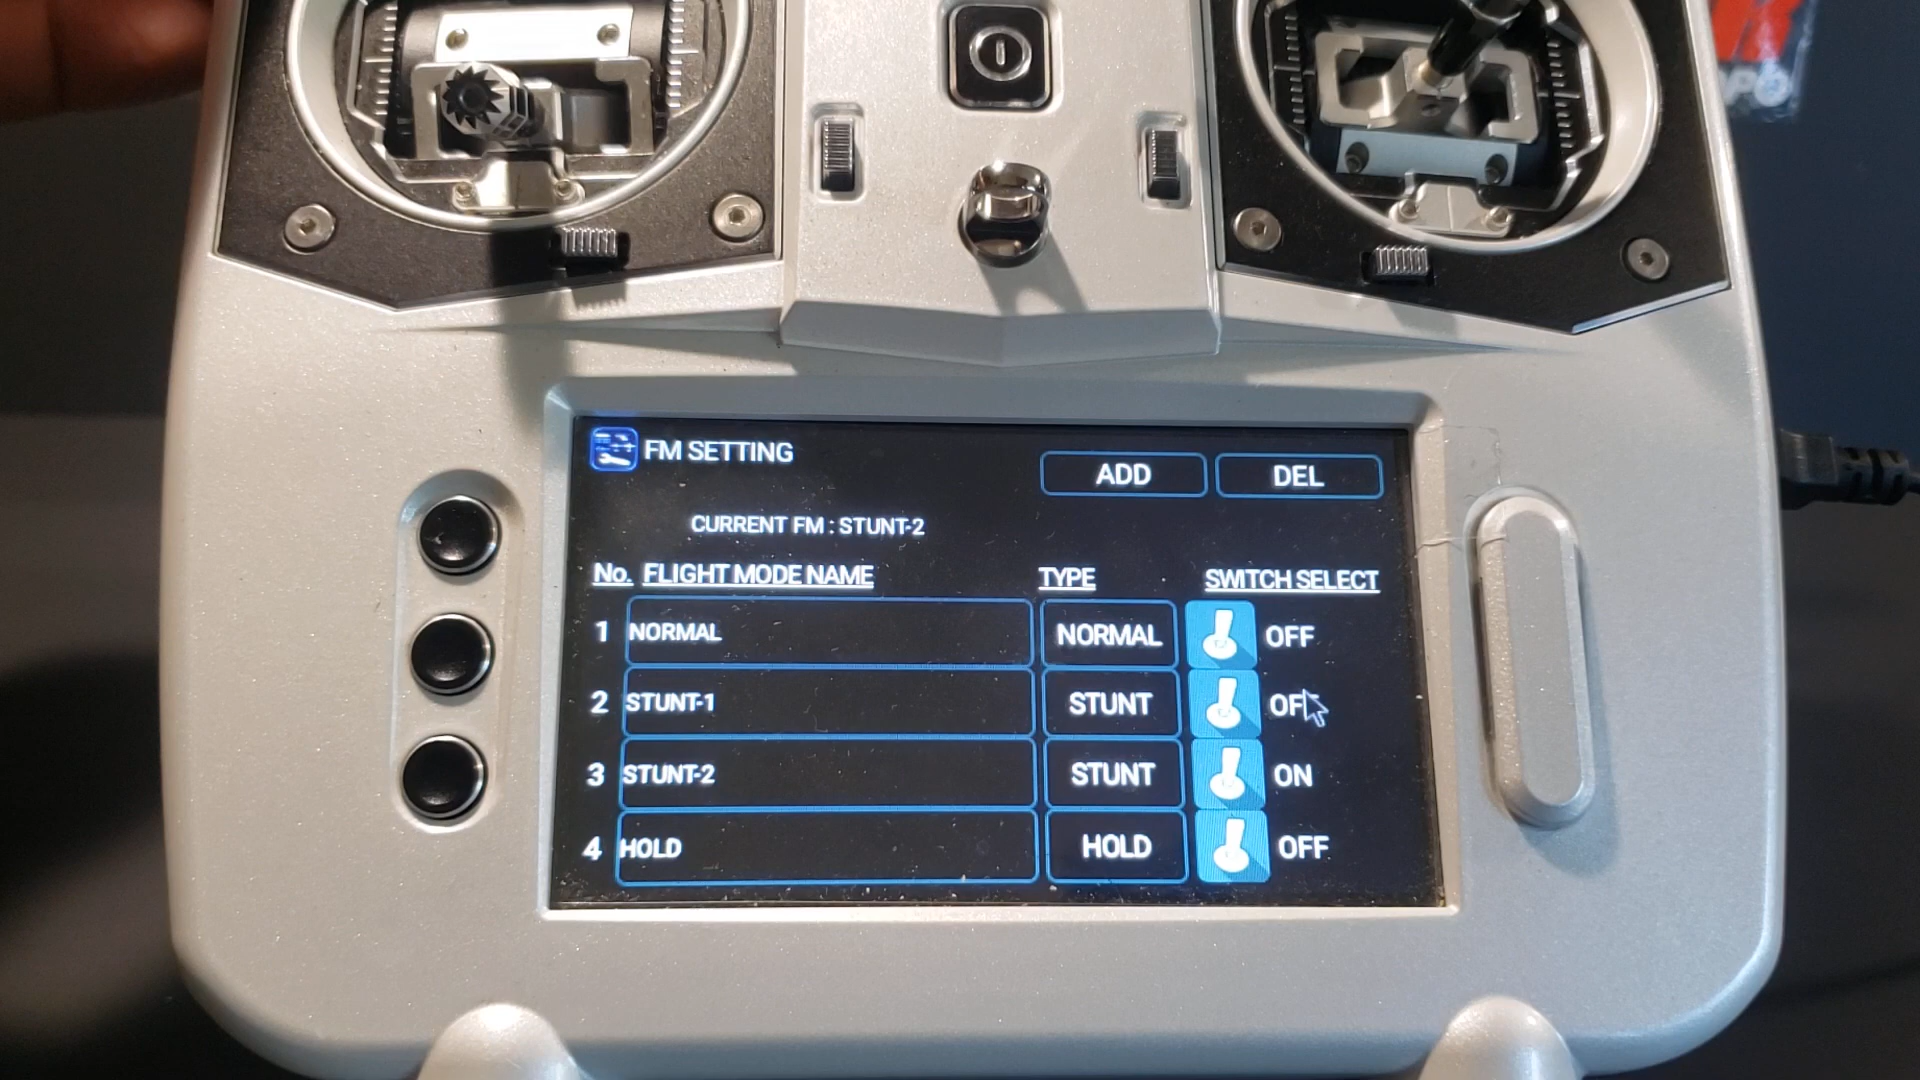 FM SETTING
ADD DEL
CURRENT FM : STUNT-2
No. FLIGHT MODE NAME TYPE SWITCH SELECT
1 NORMAL NORMAL OFF
2 STUNT-1 STUNT
3 STUNT-2 STUNT ON
4 HOLD HOLD OFF